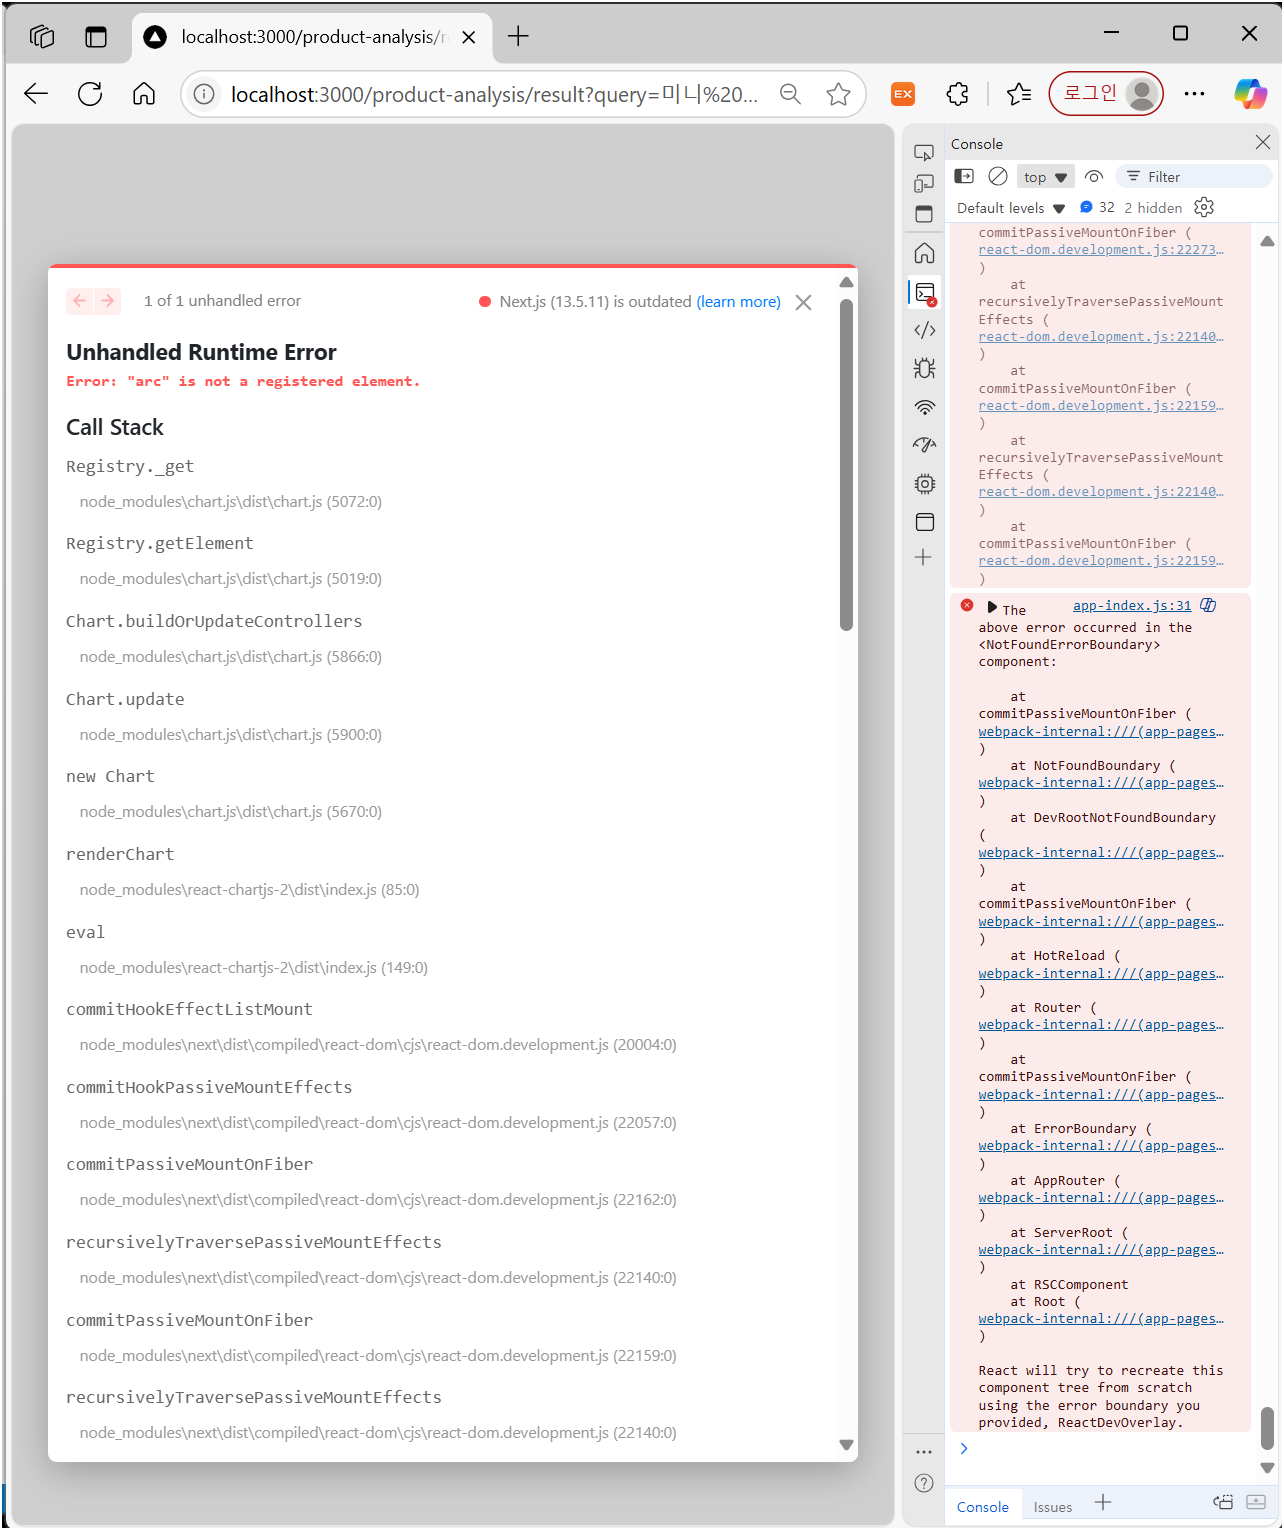 localhost:3000/product-analysis/r
localhost:3000/product-analysis/result?query=미니%20...
EX
로그인
1 of 1 unhandled error
Next.js (13.5.11) is outdated (learn more)
Unhandled Runtime Error
Error: "arc" is not a registered element.
Call Stack
Registry._get
node_modules\chart.js\dist\chart.js (5072:0)
Registry.getElement
node_modules\chart.js\dist\chart.js (5019:0)
Chart.buildOrUpdateControllers
node_modules\chart.js\dist\chart.js (5866:0)
Chart.update
node_modules\chart.js\dist\chart.js (5900:0)
new Chart
node_modules\chart.js\dist\chart.js (5670:0)
renderChart
node_modules\react-chartjs-2\dist\index.js (85:0)
eval
node_modules\react-chartjs-2\dist\index.js (149:0)
commitHookEffectListMount
node_modules\next\dist\compiled\react-dom\cjs\react-dom.development.js (20004:0)
commitHookPassiveMountEffects
node_modules\next\dist\compiled\react-dom\cjs\react-dom.development.js (22057:0)
commitPassiveMountOnFiber
node_modules\next\dist\compiled\react-dom\cjs\react-dom.development.js (22162:0)
recursivelyTraversePassiveMountEffects
node_modules\next\dist\compiled\react-dom\cjs\react-dom.development.js (22140:0)
commitPassiveMountOnFiber
node_modules\next\dist\compiled\react-dom\cjs\react-dom.development.js (22159:0)
recursivelyTraversePassiveMountEffects
node_modules\next\dist\compiled\react-dom\cjs\react-dom.development.js (22140:0)
Console
top
Filter
Default levels
32
2 hidden
commitPassiveMountOnFiber (
react-dom.development.js:22273…
)
at
recursivelyTraversePassiveMount
Effects (
react-dom.development.js:22140…
)
at
commitPassiveMountOnFiber (
react-dom.development.js:22159…
)
at
recursivelyTraversePassiveMount
Effects (
react-dom.development.js:22140…
)
at
commitPassiveMountOnFiber (
react-dom.development.js:22159…
)
The app-index.js:31
above error occurred in the
<NotFoundErrorBoundary>
component:
at
commitPassiveMountOnFiber (
webpack-internal:///(app-pages…
)
at NotFoundBoundary (
webpack-internal:///(app-pages…
)
at DevRootNotFoundBoundary
(
webpack-internal:///(app-pages…
)
at
commitPassiveMountOnFiber (
webpack-internal:///(app-pages…
)
at HotReload (
webpack-internal:///(app-pages…
)
at Router (
webpack-internal:///(app-pages…
)
at
commitPassiveMountOnFiber (
webpack-internal:///(app-pages…
)
at ErrorBoundary (
webpack-internal:///(app-pages…
)
at AppRouter (
webpack-internal:///(app-pages…
)
at ServerRoot (
webpack-internal:///(app-pages…
)
at RSCComponent
at Root (
webpack-internal:///(app-pages…
)
React will try to recreate this
component tree from scratch
using the error boundary you
provided, ReactDevOverlay.
Console
Issues